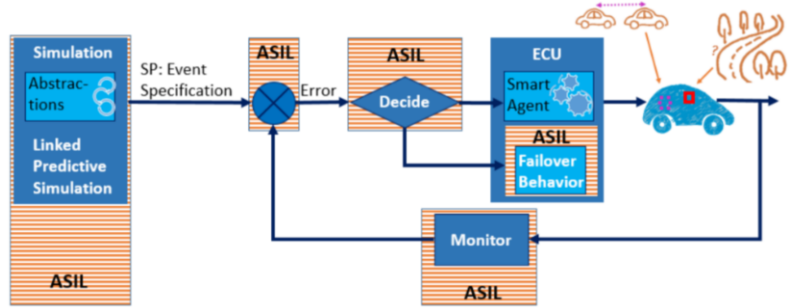 Simulation
Abstrac-
tions
Linked
Predictive
Simulation
ASIL
SP: Event
Specification
ASIL
Error
ASIL
Decide
ECU
Smart
Agent
ASIL
Failover
Behavior
?
Monitor
ASIL